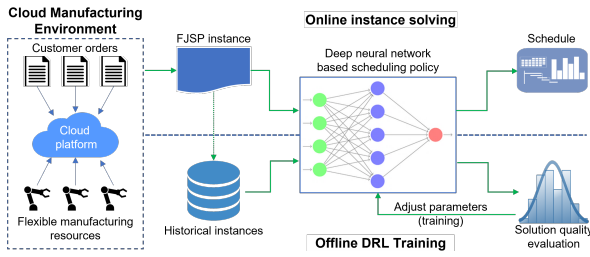 Cloud Manufacturing
Environment
Customer orders
Cloud
platform
Flexible manufacturing
resources
FJSP instance
Historical instances
Online instance solving
Deep neural network
based scheduling policy
Schedule
Adjust parameters
(training)
Offline DRL Training
Solution quality
evaluation